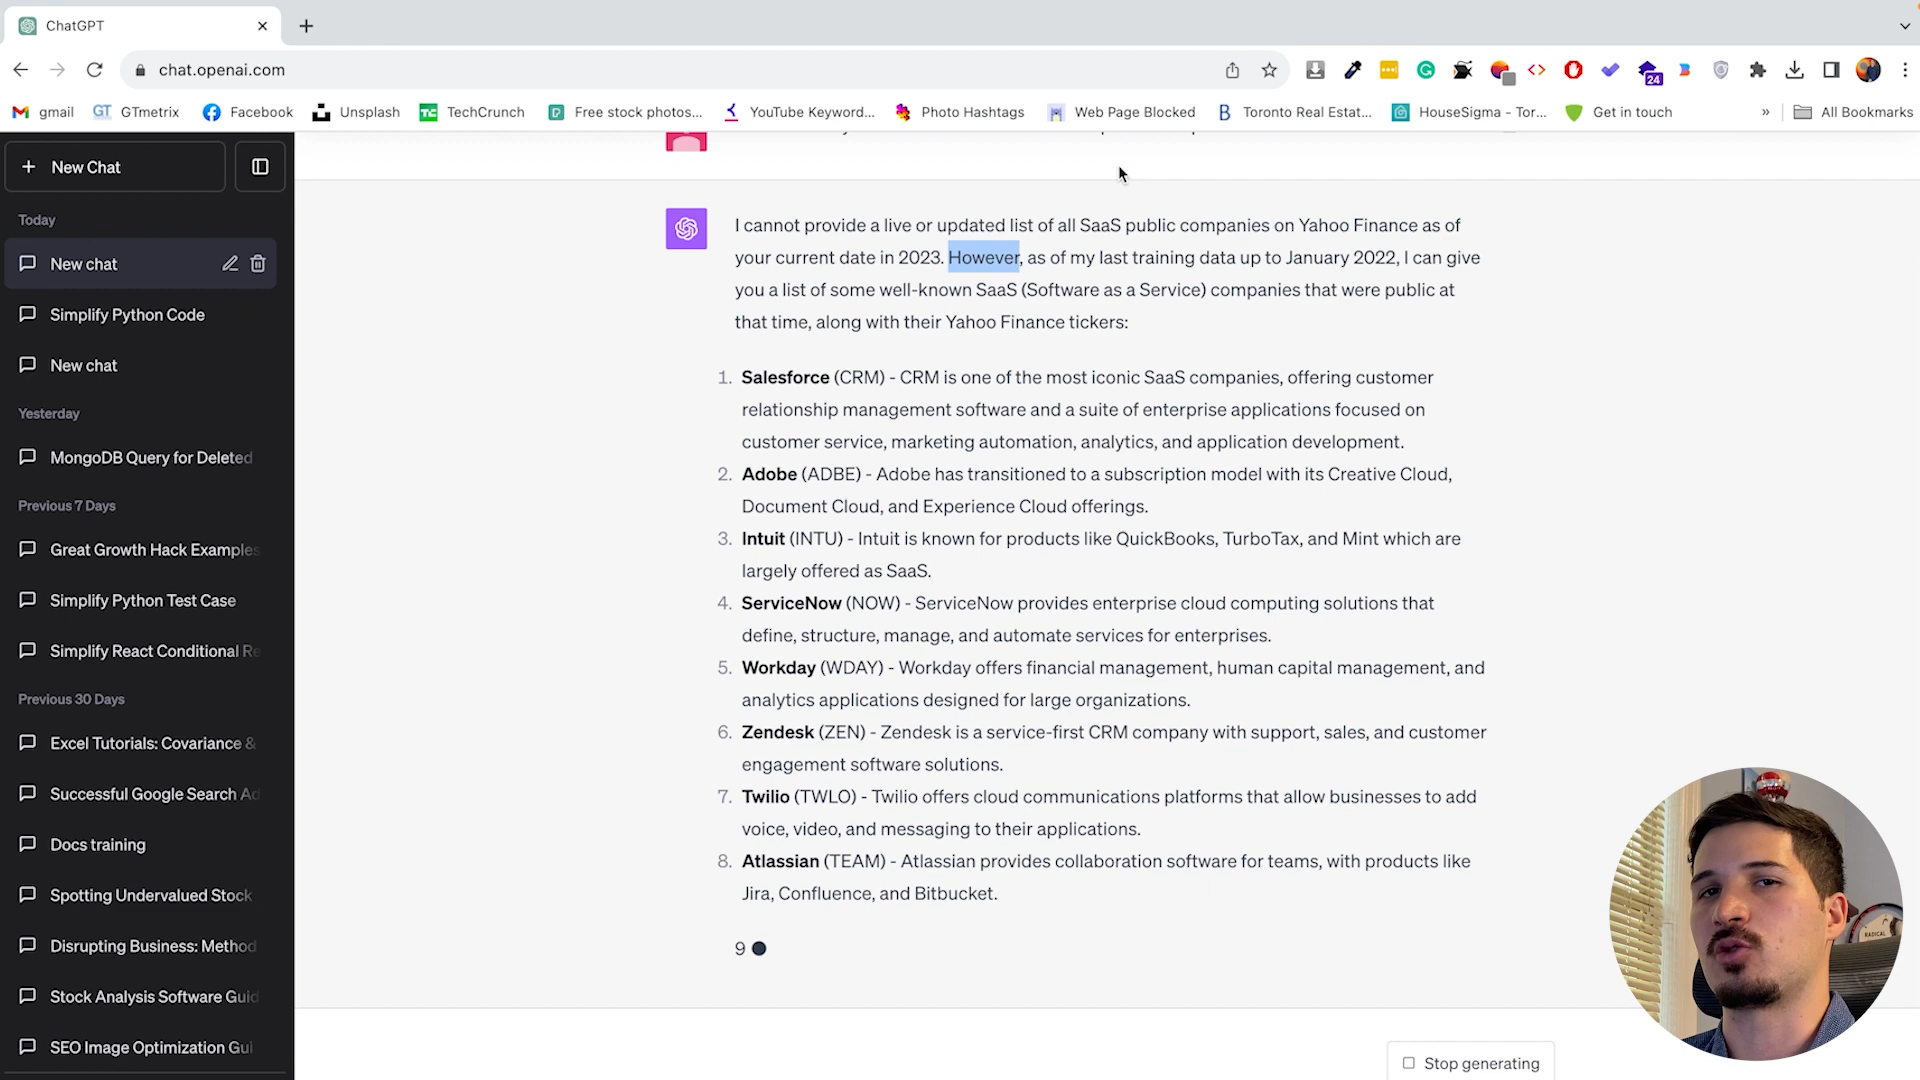 ChatGPT
chat.openai.com
24
gmail
GT GTmetrix
Facebook
Unsplash
TechCrunch
Free stock photos...
YouTube Keyword...
Photo Hashtags
Web Page Blocked
Toronto Real Estat...
HouseSigma - Tor...
Get in touch
»
All Bookmarks
+ New Chat
Today
New chat
Simplify Python Code
New chat
Yesterday
MongoDB Query for Deleted
Previous 7 Days
Great Growth Hack Examples
Simplify Python Test Case
Simplify React Conditional Re
Previous 30 Days
Excel Tutorials: Covariance &
Successful Google Search Ad
Docs training
Spotting Undervalued Stock
Disrupting Business: Method
Stock Analysis Software Guid
SEO Image Optimization Gui
I cannot provide a live or updated list of all SaaS public companies on Yahoo Finance as of
your current date in 2023. However, as of my last training data up to January 2022, I can give
you a list of some well-known SaaS (Software as a Service) companies that were public at
that time, along with their Yahoo Finance tickers:
1. Salesforce (CRM) - CRM is one of the most iconic SaaS companies, offering customer
relationship management software and a suite of enterprise applications focused on
customer service, marketing automation, analytics, and application development.
2. Adobe (ADBE) - Adobe has transitioned to a subscription model with its Creative Cloud,
Document Cloud, and Experience Cloud offerings.
3. Intuit (INTU) - Intuit is known for products like QuickBooks, TurboTax, and Mint which are
largely offered as SaaS.
4. ServiceNow (NOW) - ServiceNow provides enterprise cloud computing solutions that
define, structure, manage, and automate services for enterprises.
5. Workday (WDAY) - Workday offers financial management, human capital management, and
analytics applications designed for large organizations.
6. Zendesk (ZEN) - Zendesk is a service-first CRM company with support, sales, and customer
engagement software solutions.
7. Twilio (TWLO) - Twilio offers cloud communications platforms that allow businesses to add
voice, video, and messaging to their applications.
8. Atlassian (TEAM) - Atlassian provides collaboration software for teams, with products like
Jira, Confluence, and Bitbucket.
9
RADICAL
Stop generating